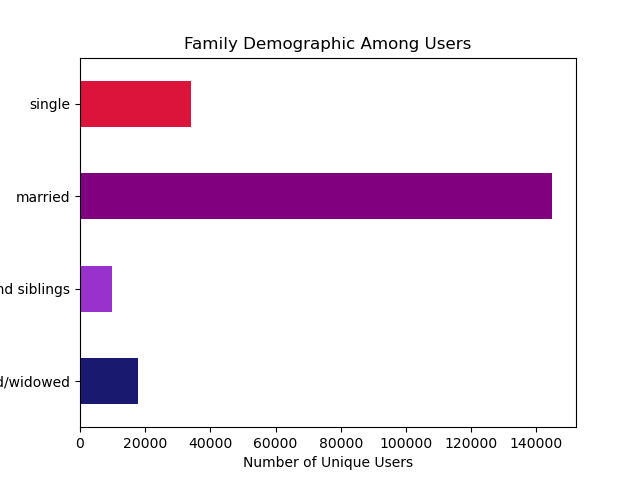 Family Demographic Among Users
single
married
siblings
/widowed
0 20000 40000 60000 80000 100000 120000 140000
Number of Unique Users